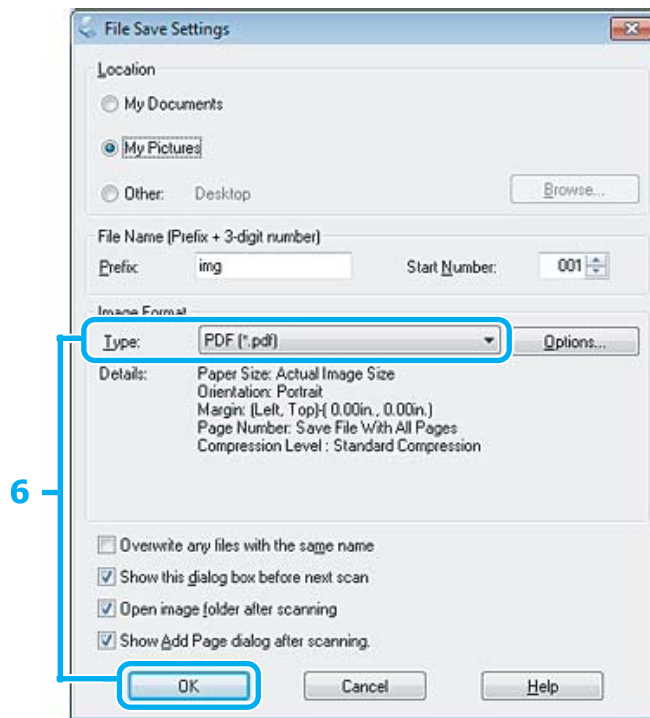 File Save Settings
Location
My Documents
My Pictures
Other: Desktop Browse...
File Name (Prefix + 3-digit number)
Prefix: img Start Number: 001
Image Format
Type: PDF (*.pdf) Options...
Details: Paper Size: Actual Image Size
Orientation: Portrait
Margin: (Left, Top)-( 0.00in., 0.00in.)
Page Number: Save File With All Pages
Compression Level : Standard Compression
6
Overwrite any files with the same name
Show this dialog box before next scan
Open image folder after scanning
Show Add Page dialog after scanning.
OK Cancel Help